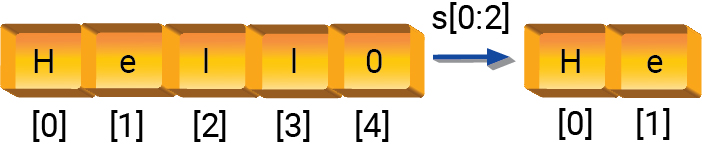 s[0:2]
H e l l 0 H e
[0] [1] [2] [3] [4] [0] [1]